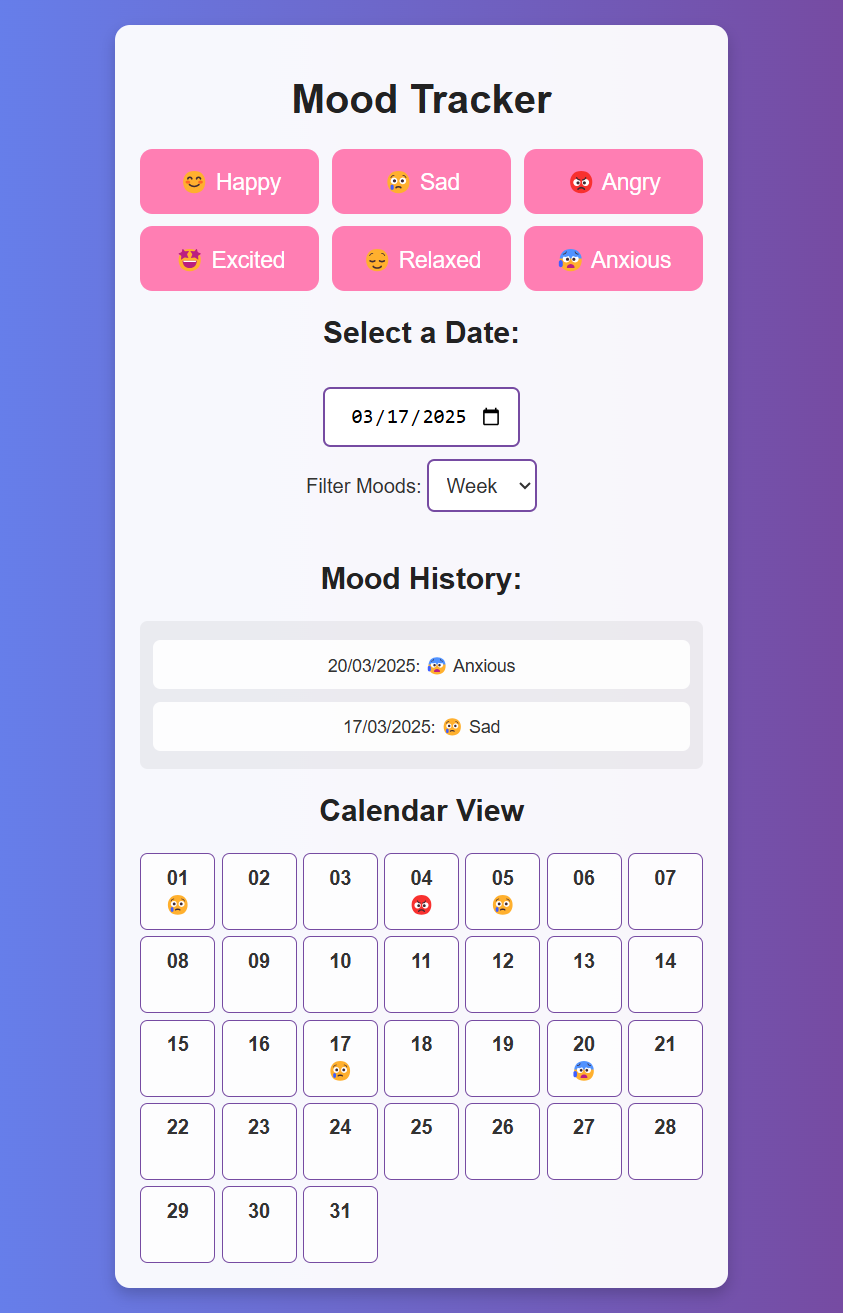 Mood Tracker
😊 Happy 😢 Sad 😡 Angry
🤩 Excited 😌 Relaxed 😰 Anxious
Select a Date:
03/17/2025
Filter Moods: Week
Mood History:
20/03/2025: 😰 Anxious
17/03/2025: 😢 Sad
Calendar View
01 02 03 04 05 06 07
😢 😡 😢
08 09 10 11 12 13 14
15 16 17 18 19 20 21
😢 😰
22 23 24 25 26 27 28
29 30 31